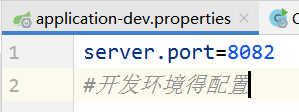 application-dev.properties
1 server.port=8082
2 #开发环境得配置